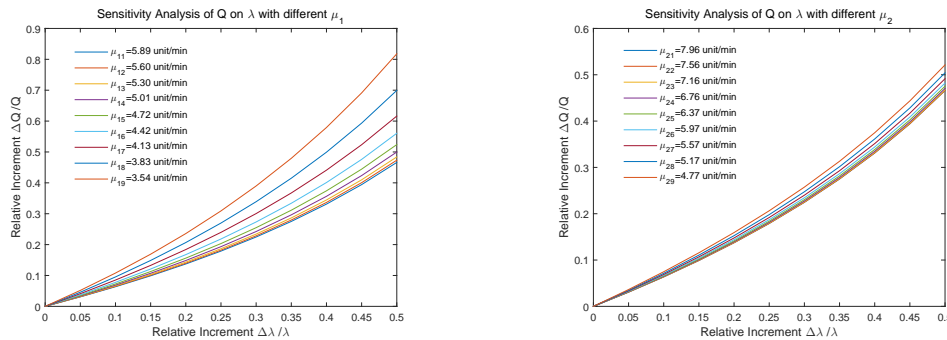 Sensitivity Analysis of Q on λ with different μ1
0.9
0.8
0.7
0.6
0.5
0.4
0.3
0.2
0.1
0
Relative Increment ΔQ/Q
μ11=5.89 unit/min
μ12=5.60 unit/min
μ13=5.30 unit/min
μ14=5.01 unit/min
μ15=4.72 unit/min
μ16=4.42 unit/min
μ17=4.13 unit/min
μ18=3.83 unit/min
μ19=3.54 unit/min
0 0.05 0.1 0.15 0.2 0.25 0.3 0.35 0.4 0.45 0.5
Relative Increment Δλ/λ
Sensitivity Analysis of Q on λ with different μ2
0.6
0.5
0.4
0.3
0.2
0.1
0
Relative Increment ΔQ/Q
μ21=7.96 unit/min
μ22=7.56 unit/min
μ23=7.16 unit/min
μ24=6.76 unit/min
μ25=6.37 unit/min
μ26=5.97 unit/min
μ27=5.57 unit/min
μ28=5.17 unit/min
μ29=4.77 unit/min
0 0.05 0.1 0.15 0.2 0.25 0.3 0.35 0.4 0.45
Relative Increment Δλ/λ